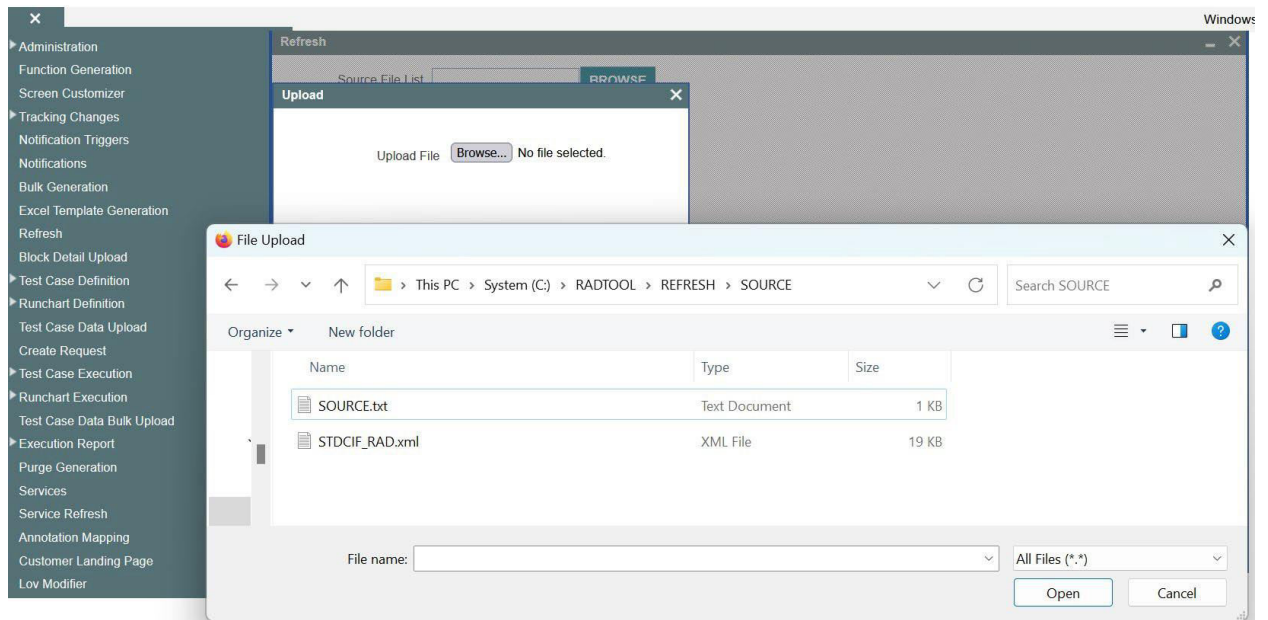 Windows
Administration
Function Generation
Screen Customizer
Tracking Changes
Notification Triggers
Notifications
Bulk Generation
Excel Template Generation
Refresh
Block Detail Upload
Test Case Definition
Runchart Definition
Test Case Data Upload
Create Request
Test Case Execution
Runchart Execution
Test Case Data Bulk Upload
Execution Report
Purge Generation
Services
Service Refresh
Annotation Mapping
Customer Landing Page
Lov Modifier
Refresh
Source File List BROWSE
Upload
Upload File Browse... No file selected.
File Upload
This PC > System (C:) > RADTOOL > REFRESH > SOURCE
Search SOURCE
Organize New folder
Name Type Size
SOURCE.txt Text Document 1 KB
STDCIF_RAD.xml XML File 19 KB
File name: All Files (*.*)
Open Cancel